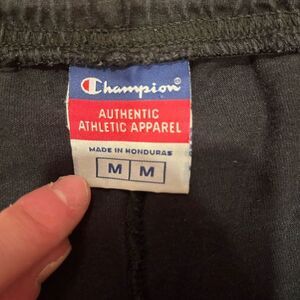 Champion®
AUTHENTIC
ATHLETIC APPAREL
MADE IN HONDURAS
M M